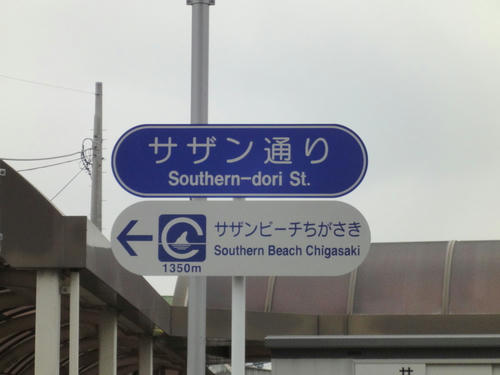 サザン通り
Southern-dori St.
サザンビーチちがさき
Southern Beach Chigasaki
1350m
サ